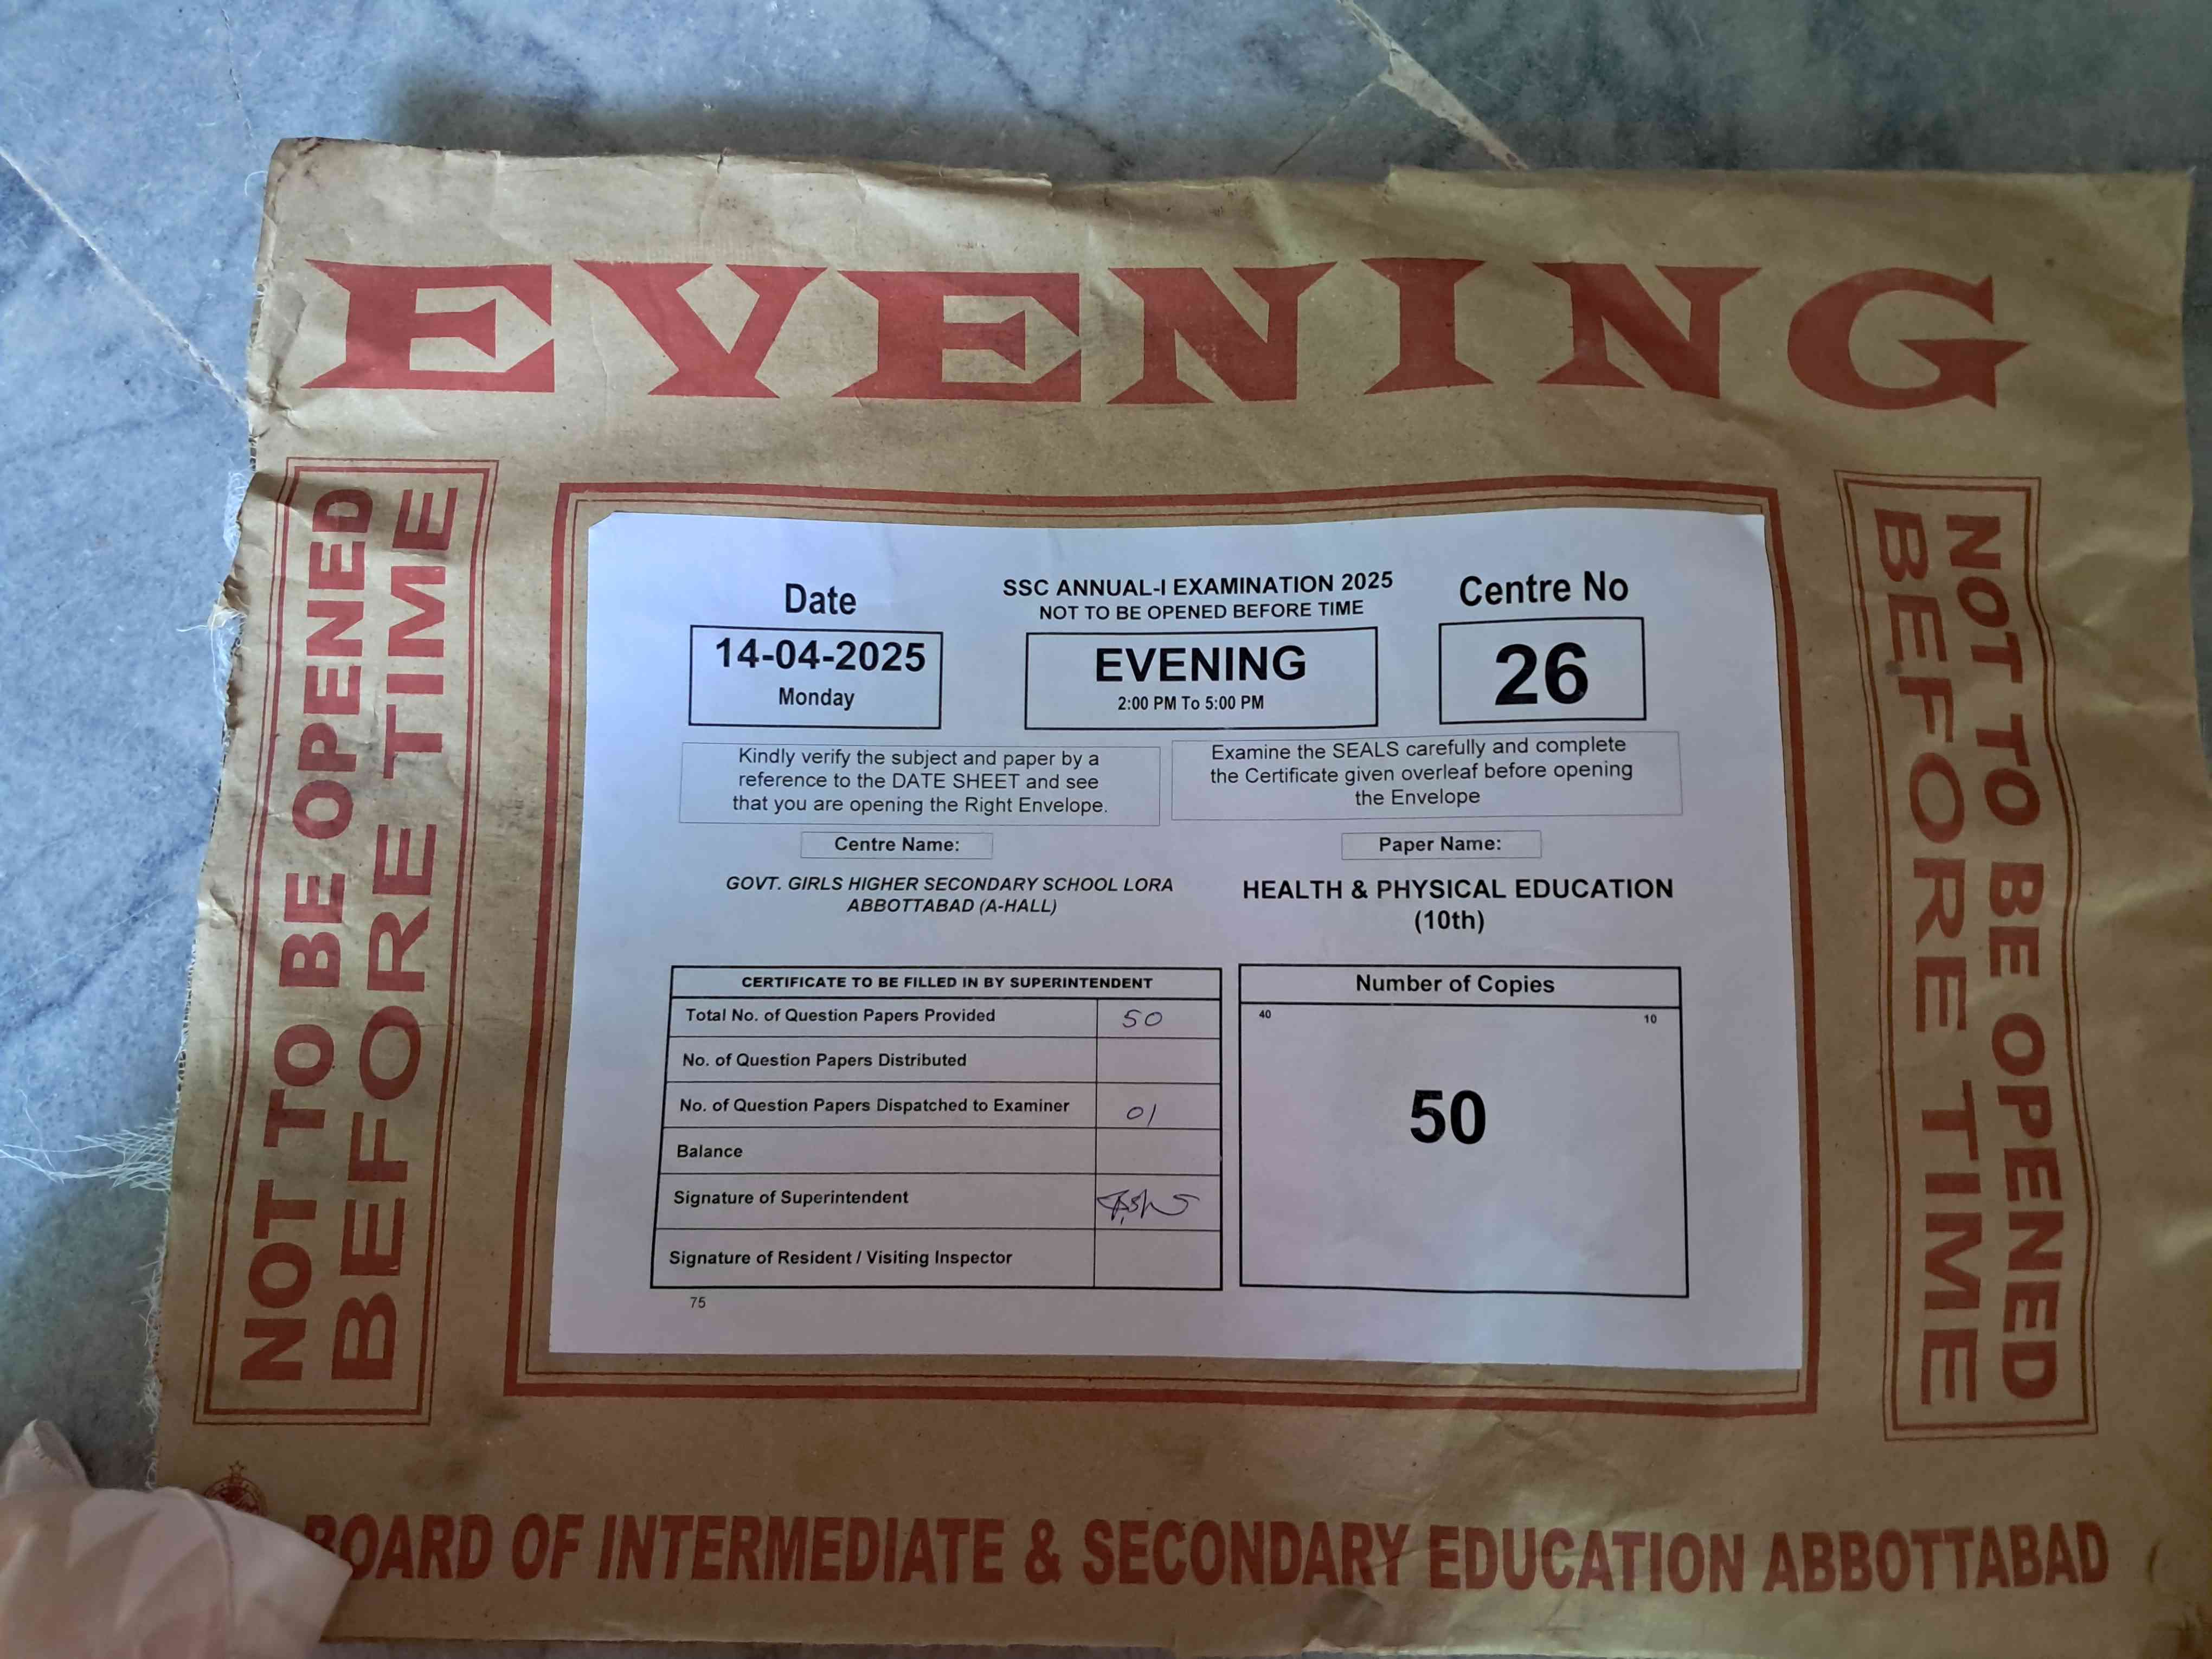 EVENING
NOT TO BE OPENED
BEFORE TIME
NOT TO BE OPENED
BEFORE TIME
Date
14-04-2025
Monday
SSC ANNUAL-I EXAMINATION 2025
NOT TO BE OPENED BEFORE TIME
EVENING
2:00 PM To 5:00 PM
Centre No
26
Kindly verify the subject and paper by a
reference to the DATE SHEET and see
that you are opening the Right Envelope.
Examine the SEALS carefully and complete
the Certificate given overleaf before opening
the Envelope
Centre Name:
GOVT. GIRLS HIGHER SECONDARY SCHOOL LORA
ABBOTTABAD (A-HALL)
Paper Name:
HEALTH & PHYSICAL EDUCATION
(10th)
CERTIFICATE TO BE FILLED IN BY SUPERINTENDENT
Total No. of Question Papers Provided 50
No. of Question Papers Distributed
No. of Question Papers Dispatched to Examiner 01
Balance
Signature of Superintendent
Signature of Resident / Visiting Inspector
75
Number of Copies
40 10
50
BOARD OF INTERMEDIATE & SECONDARY EDUCATION ABBOTTABAD